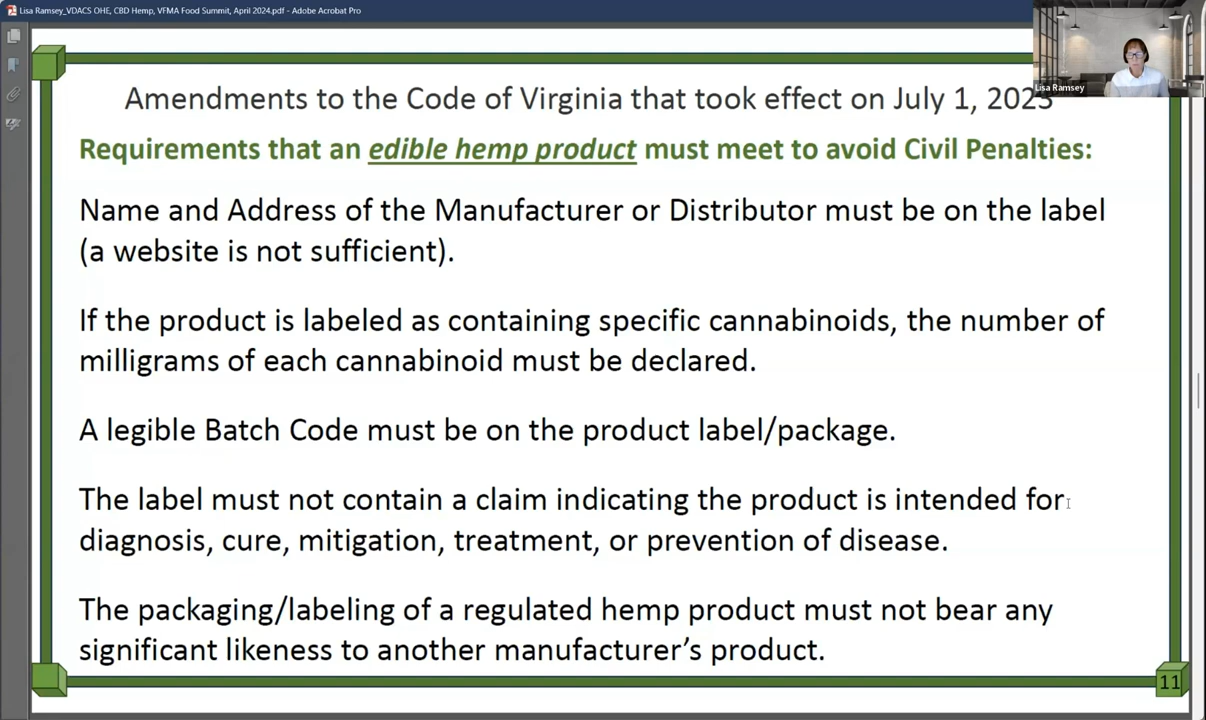 Lisa Ramsey_VDACS OHE, CBD Hemp, VFMA Food Summit, April 2024.pdf - Adobe Acrobat Pro
Lisa Ramsey
Amendments to the Code of Virginia that took effect on July 1, 2023
Requirements that an edible hemp product must meet to avoid Civil Penalties:
Name and Address of the Manufacturer or Distributor must be on the label
(a website is not sufficient).
If the product is labeled as containing specific cannabinoids, the number of
milligrams of each cannabinoid must be declared.
A legible Batch Code must be on the product label/package.
The label must not contain a claim indicating the product is intended for
diagnosis, cure, mitigation, treatment, or prevention of disease.
The packaging/labeling of a regulated hemp product must not bear any
significant likeness to another manufacturer’s product.
11